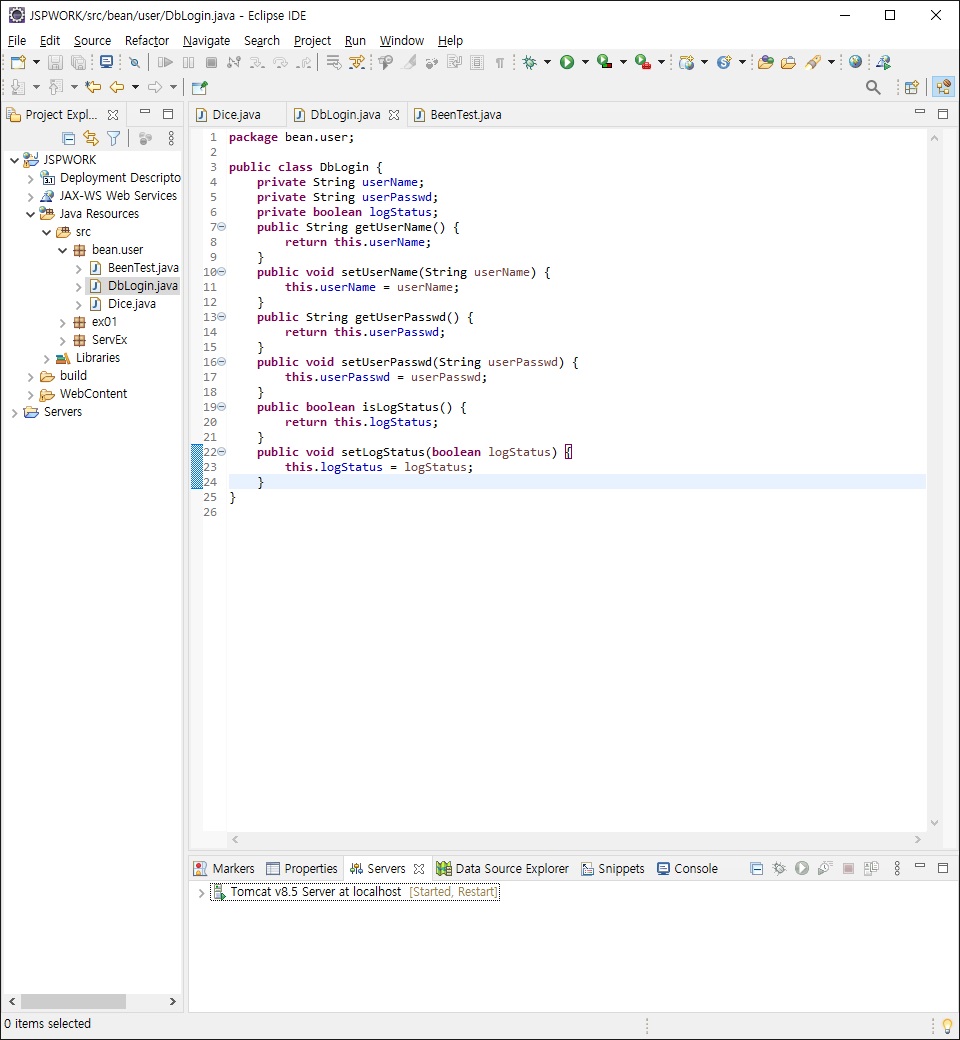 JSPWORK/src/bean/user/DbLogin.java - Eclipse IDE
File Edit Source Refactor Navigate Search Project Run Window Help
Project Expl...
JSPWORK
Deployment Descripto
JAX-WS Web Services
Java Resources
src
bean.user
BeenTest.java
DbLogin.java
Dice.java
ex01
ServEx
Libraries
build
WebContent
Servers
Dice.java DbLogin.java BeenTest.java
1 package bean.user;
2
3 public class DbLogin {
4 private String userName;
5 private String userPasswd;
6 private boolean logStatus;
7 public String getUserName() {
8 return this.userName;
9 }
10 public void setUserName(String userName) {
11 this.userName = userName;
12 }
13 public String getUserPasswd() {
14 return this.userPasswd;
15 }
16 public void setUserPasswd(String userPasswd) {
17 this.userPasswd = userPasswd;
18 }
19 public boolean isLogStatus() {
20 return this.logStatus;
21 }
22 public void setLogStatus(boolean logStatus) {
23 this.logStatus = logStatus;
24 }
25 }
26
Markers Properties Servers Data Source Explorer Snippets Console
Tomcat v8.5 Server at localhost [Started, Restart]
0 items selected